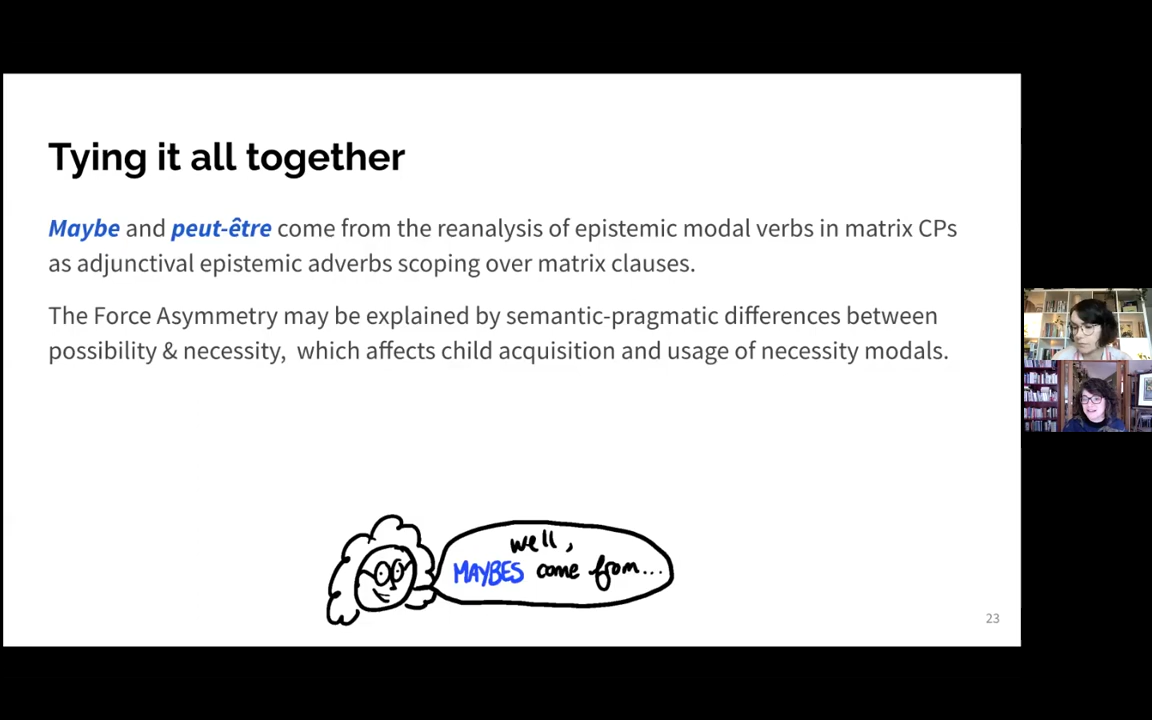 Tying it all together
Maybe and peut-être come from the reanalysis of epistemic modal verbs in matrix CPs
as adjunctival epistemic adverbs scoping over matrix clauses.
The Force Asymmetry may be explained by semantic-pragmatic differences between
possibility & necessity, which affects child acquisition and usage of necessity modals.
well,
MAYBES come from...
23